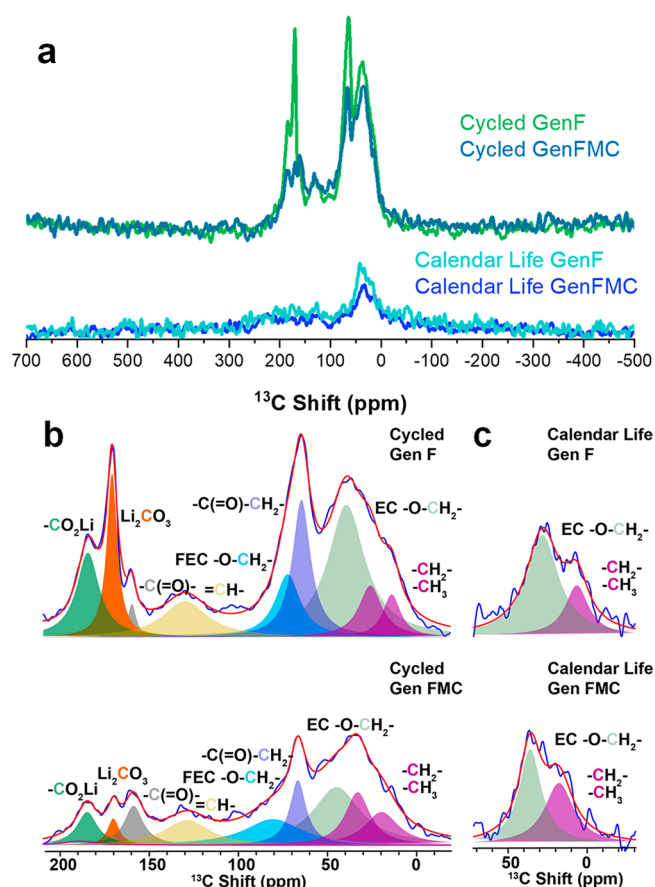 a
Cycled GenF
Cycled GenFMC
Calendar Life GenF
Calendar Life GenFMC
700 600 500 400 300 200 100 0 -100 -200 -300 -400 -500
¹³C Shift (ppm)
b
Cycled
Gen F
-CO₂Li
Li₂CO₃
-C(=O)-
=CH-
-C(=O)-CH₂-
FEC -O-CH₂-
EC -O-CH₂-
-CH₂-
-CH₃
c
Calendar Life
Gen F
EC -O-CH₂-
-CH₂-
-CH₃
Cycled
Gen FMC
-CO₂Li
Li₂CO₃
-C(=O)-
=CH-
-C(=O)-CH₂-
FEC -O-CH₂-
EC -O-CH₂-
-CH₂-
-CH₃
200 150 100 50 0
¹³C Shift (ppm)
Calendar Life
Gen FMC
EC -O-CH₂-
-CH₂-
-CH₃
50 0
¹³C Shift (ppm)